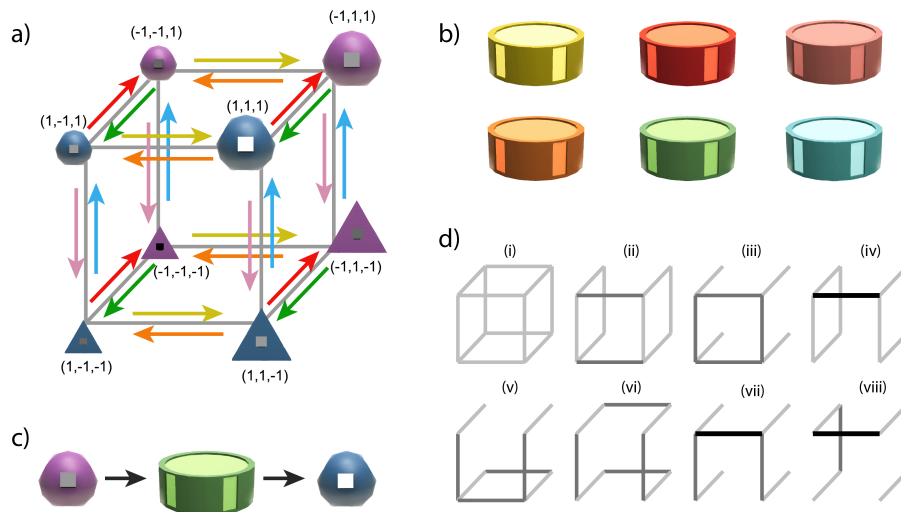 a)
(-1,-1,1)
(-1,1,1)
(1,-1,1)
(1,1,1)
(-1,-1,-1)
(-1,1,-1)
(1,-1,-1)
(1,1,-1)
b)
c)
d)
(i)
(ii)
(iii)
(iv)
(v)
(vi)
(vii)
(viii)